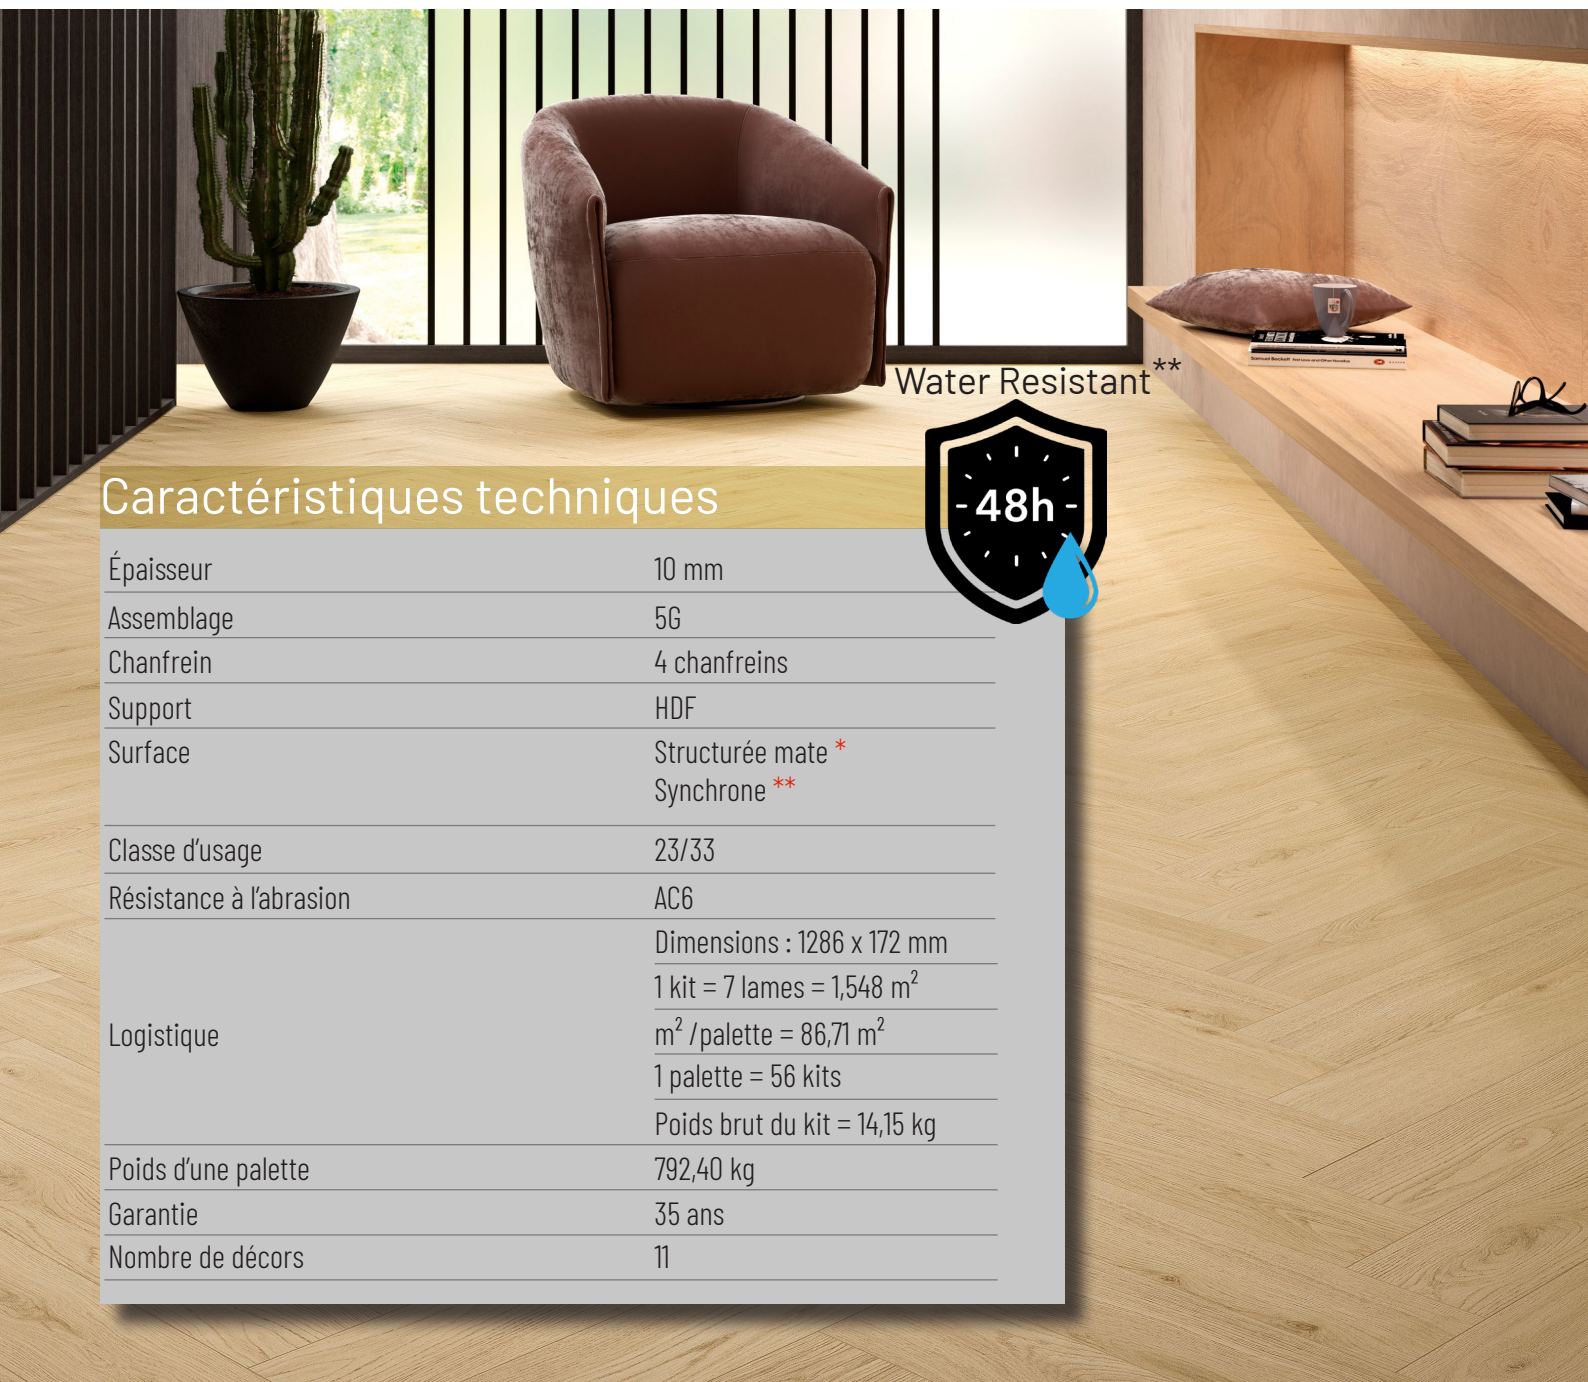 Samuel Beckett
Water Resistant**
48h
Caractéristiques techniques
Épaisseur 10 mm
Assemblage 5G
Chanfrein 4 chanfreins
Support HDF
Surface Structurée mate *
Synchrone **
Classe d'usage 23/33
Résistance à l'abrasion AC6
Logistique
Dimensions : 1286 x 172 mm
1 kit = 7 lames = 1,548 m²
m² /palette = 86,71 m²
1 palette = 56 kits
Poids brut du kit = 14,15 kg
Poids d'une palette 792,40 kg
Garantie 35 ans
Nombre de décors 11